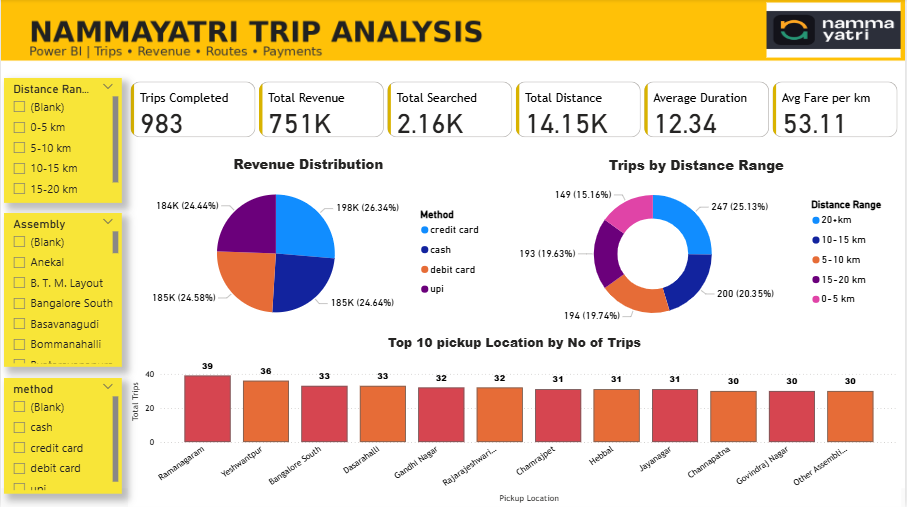 NAMMAYATRI TRIP ANALYSIS
Power BI | Trips • Revenue • Routes • Payments
namma
yatri
Distance Ran...
(Blank)
0-5 km
5-10 km
10-15 km
15-20 km
Assembly
(Blank)
Anekal
B. T. M. Layout
Bangalore South
Basavanagudi
Bommanahalli
method
(Blank)
cash
credit card
debit card
upi
Trips Completed
983
Total Revenue
751K
Total Searched
2.16K
Total Distance
14.15K
Average Duration
12.34
Avg Fare per km
53.11
Revenue Distribution
184K (24.44%)
198K (26.34%)
185K (24.58%)
185K (24.64%)
Method
credit card
cash
debit card
upi
Trips by Distance Range
149 (15.16%)
247 (25.13%)
193 (19.63%)
200 (20.35%)
194 (19.74%)
Distance Range
20+km
10-15 km
5-10 km
15-20 km
0-5 km
Top 10 pickup Location by No of Trips
Total Trips
40
20
0
39
36
33
33
32
32
31
31
31
30
30
30
Ramanagaram
Yeshwantpur
Bangalore South
Dasarahalli
Gandhi Nagar
Rajarajeshwari...
Chamrajpet
Hebbal
Jayanagar
Channapatna
Govindraj Nagar
Other Assembli...
Pickup Location